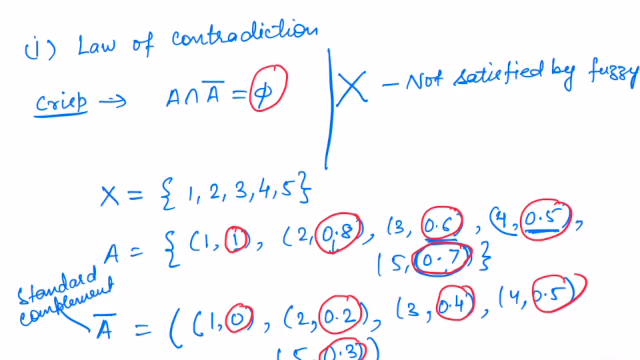 (j) Law of contradiction
Crisp → A∩A̅ = ϕ
X - Not satisfied by fuzzy
X = { 1, 2, 3, 4, 5 }
A = { (1, 1), (2, 0.8), (3, 0.6), (4, 0.5),
(5, 0.7) }
Standard
complement
A̅ = ( (1, 0), (2, 0.2), (3, 0.4), (4, 0.5)
(5, 0.3) )